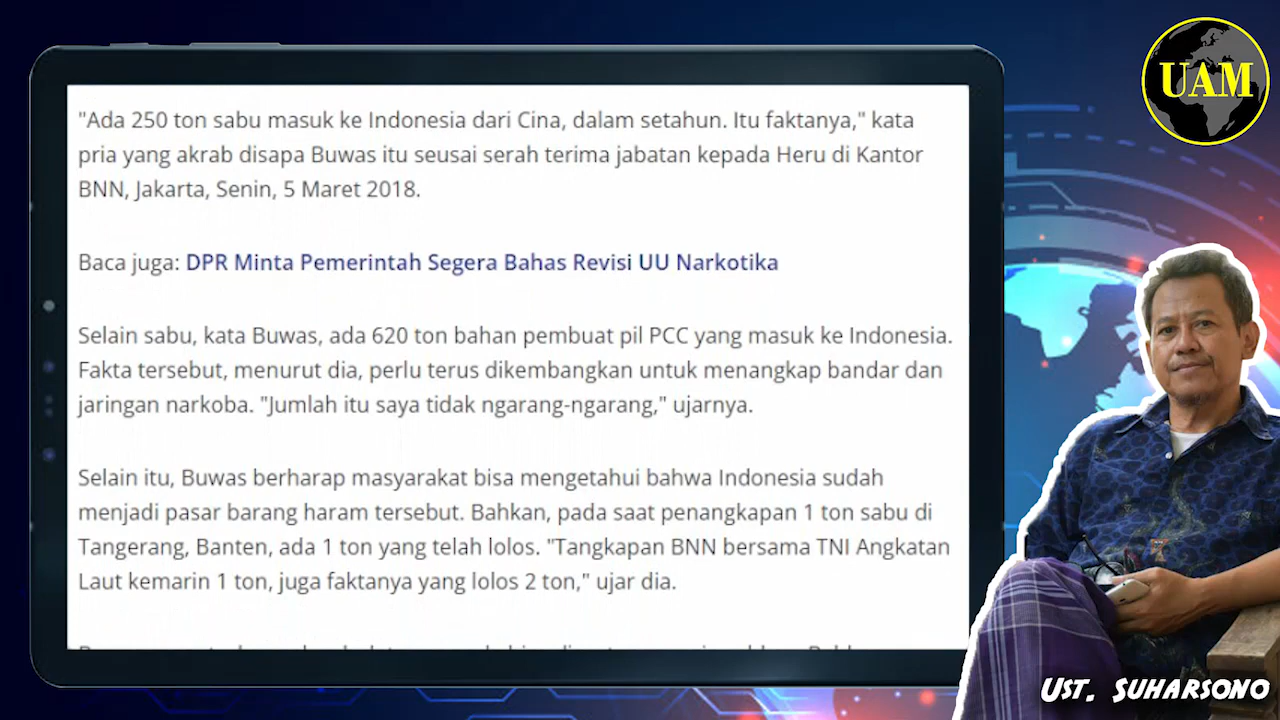 "Ada 250 ton sabu masuk ke Indonesia dari Cina, dalam setahun. Itu faktanya," kata
pria yang akrab disapa Buwas itu seusai serah terima jabatan kepada Heru di Kantor
BNN, Jakarta, Senin, 5 Maret 2018.
Baca juga: DPR Minta Pemerintah Segera Bahas Revisi UU Narkotika
Selain sabu, kata Buwas, ada 620 ton bahan pembuat pil PCC yang masuk ke Indonesia.
Fakta tersebut, menurut dia, perlu terus dikembangkan untuk menangkap bandar dan
jaringan narkoba. "Jumlah itu saya tidak ngarang-ngarang," ujarnya.
Selain itu, Buwas berharap masyarakat bisa mengetahui bahwa Indonesia sudah
menjadi pasar barang haram tersebut. Bahkan, pada saat penangkapan 1 ton sabu di
Tangerang, Banten, ada 1 ton yang telah lolos. "Tangkapan BNN bersama TNI Angkatan
Laut kemarin 1 ton, juga faktanya yang lolos 2 ton," ujar dia.
UAM
UST. SUHARSONO